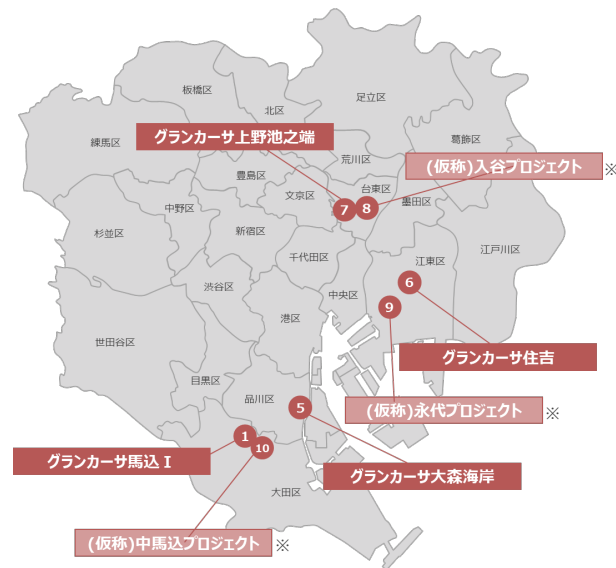 板橋区
北区
足立区
グランカーサ上野池之端
練馬区
葛飾区
荒川区
豊島区
(仮称)入谷プロジェクト
※
台東区
文京区
中野区
墨田区
7
8
杉並区
新宿区
江戸川区
千代田区
江東区
渋谷区
中央区
6
港区
9
世田谷区
グランカーサ住吉
目黒区
品川区
5
(仮称)永代プロジェクト
※
1
10
グランカーサ馬込Ⅰ
グランカーサ大森海岸
大田区
(仮称)中馬込プロジェクト
※